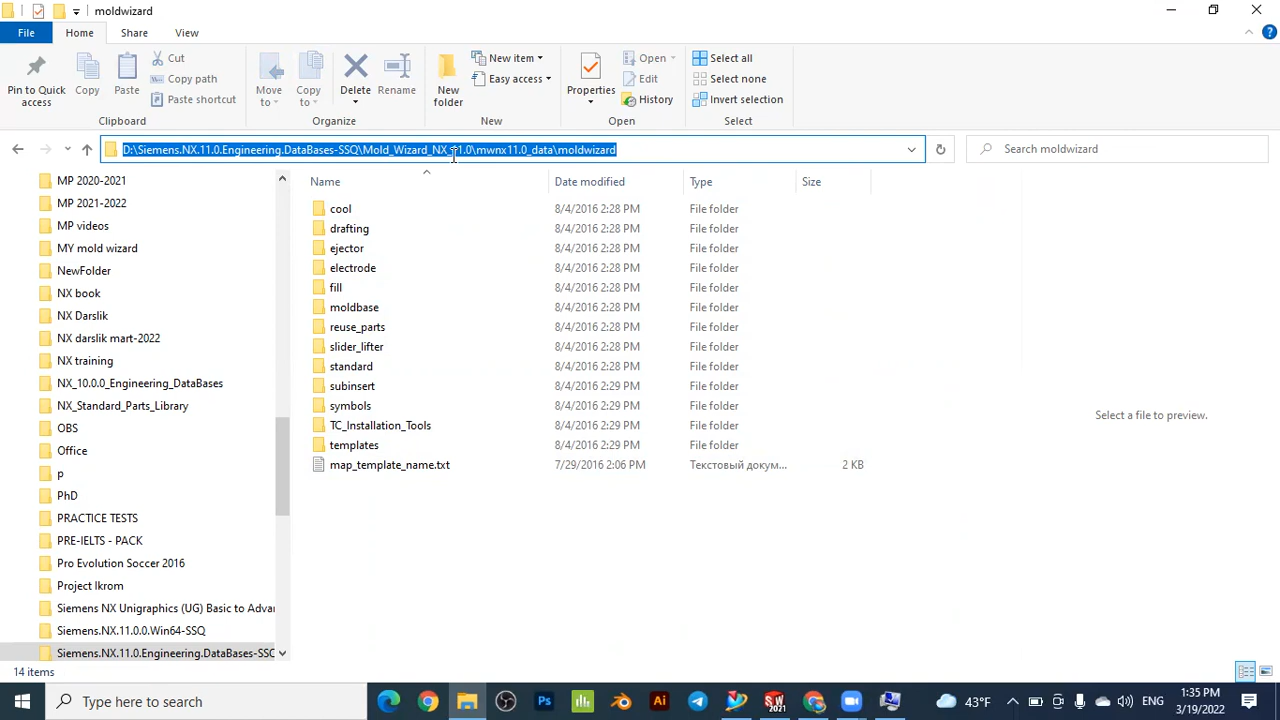 moldwizard
File
Home
Share
View
Pin to Quick access
Copy
Paste
Cut
Copy path
Paste shortcut
Clipboard
Move to
Copy to
Delete
Rename
Organize
New folder
New item
Easy access
New
Properties
Open
Edit
History
Open
Select all
Select none
Invert selection
Select
D:\Siemens.NX.11.0.Engineering.DataBases-SSQ\Mold_Wizard_NX_11.0\mwnx11.0_data\moldwizard
Search moldwizard
MP 2020-2021
MP 2021-2022
MP videos
MY mold wizard
NewFolder
NX book
NX Darslik
NX darslik mart-2022
NX training
NX_10.0.0_Engineering_DataBases
NX_Standard_Parts_Library
OBS
Office
p
PhD
PRACTICE TESTS
PRE-IELTS - PACK
Pro Evolution Soccer 2016
Project Ikrom
Siemens NX Unigraphics (UG) Basic to Adva
Siemens.NX.11.0.0.Win64-SSQ
Siemens.NX.11.0.Engineering.DataBases-SSQ
Name Date modified Type Size
cool 8/4/2016 2:28 PM File folder
drafting 8/4/2016 2:28 PM File folder
ejector 8/4/2016 2:28 PM File folder
electrode 8/4/2016 2:28 PM File folder
fill 8/4/2016 2:28 PM File folder
moldbase 8/4/2016 2:28 PM File folder
reuse_parts 8/4/2016 2:28 PM File folder
slider_lifter 8/4/2016 2:28 PM File folder
standard 8/4/2016 2:28 PM File folder
subinsert 8/4/2016 2:29 PM File folder
symbols 8/4/2016 2:29 PM File folder
TC_Installation_Tools 8/4/2016 2:29 PM File folder
templates 8/4/2016 2:29 PM File folder
map_template_name.txt 7/29/2016 2:06 PM Текстовый докум... 2 KB
Select a file to preview.
14 items
Type here to search
Ps
Ai
SW
2021
43°F
ENG
1:35 PM
3/19/2022